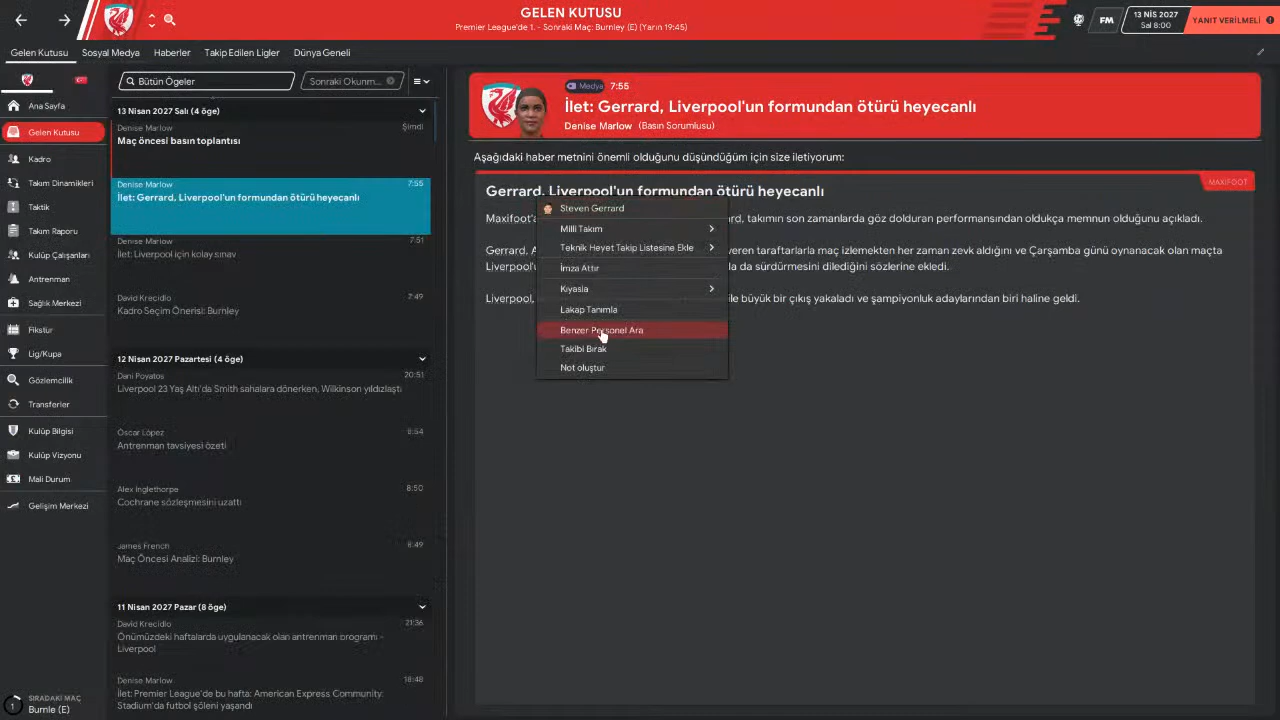 GELEN KUTUSU
Premier League'de 1. - Sonraki Maç: Burnley (E) (Yarın 19:45)
FM
13 NİS 2027
Sal 8:00
YANIT VERİLMELİ
Gelen Kutusu
Sosyal Medya
Haberler
Takip Edilen Ligler
Dünya Geneli
Ana Sayfa
Gelen Kutusu
Kadro
Takım Dinamikleri
Taktik
Takım Raporu
Kulüp Çalışanları
Antrenman
Sağlık Merkezi
Fikstür
Lig/Kupa
Gözlemcilik
Transferler
Kulüp Bilgisi
Kulüp Vizyonu
Mali Durum
Gelişim Merkezi
1
SIRADAKİ MAÇ
Burnle (E)
Bütün Ögeler
Sonraki Okunm...
13 Nisan 2027 Salı (4 öge)
Denise Marlow
Şimdi
Maç öncesi basın toplantısı
Denise Marlow
7:55
İlet: Gerrard, Liverpool'un formundan ötürü heyecanlı
Denise Marlow
7:51
İlet: Liverpool için kolay sınav
David Krecidlo
7:49
Kadro Seçim Önerisi: Burnley
12 Nisan 2027 Pazartesi (4 öge)
Dani Poyatos
20:51
Liverpool 23 Yaş Altı'da Smith sahalara dönerken, Wilkinson yıldızlaştı
Óscar López
8:54
Antrenman tavsiyesi özeti
Alex Inglethorpe
8:50
Cochrane sözleşmesini uzattı
James French
8:49
Maç Öncesi Analizi: Burnley
11 Nisan 2027 Pazar (8 öge)
David Krecidlo
21:36
Önümüzdeki haftalarda uygulanacak olan antrenman programı -
Liverpool
Denise Marlow
18:48
İlet: Premier League'de bu hafta: American Express Community:
Stadium'da futbol şöleni yaşandı
Medya
7:55
İlet: Gerrard, Liverpool'un formundan ötürü heyecanlı
Denise Marlow (Basın Sorumlusu)
Aşağıdaki haber metnini önemli olduğunu düşündüğüm için size iletiyorum:
MAXIFOOT
Gerrard, Liverpool'un formundan ötürü heyecanlı
Maxifoot'a rd, takımın son zamanlarda göz dolduran performansından oldukça memnun olduğunu açıkladı.
Gerrard, A veren taraftarlarla maç izlemekten her zaman zevk aldığını ve Çarşamba günü oynanacak olan maçta
Liverpool'u da da sürdürmesini dilediğini sözlerine ekledi.
Liverpool, ile büyük bir çıkış yakaladı ve şampiyonluk adaylarından biri haline geldi.
Steven Gerrard
Milli Takım
Teknik Heyet Takip Listesine Ekle
İmza Attır
Kıyasla
Lakap Tanımla
Benzer Personel Ara
Takibi Bırak
Not oluştur